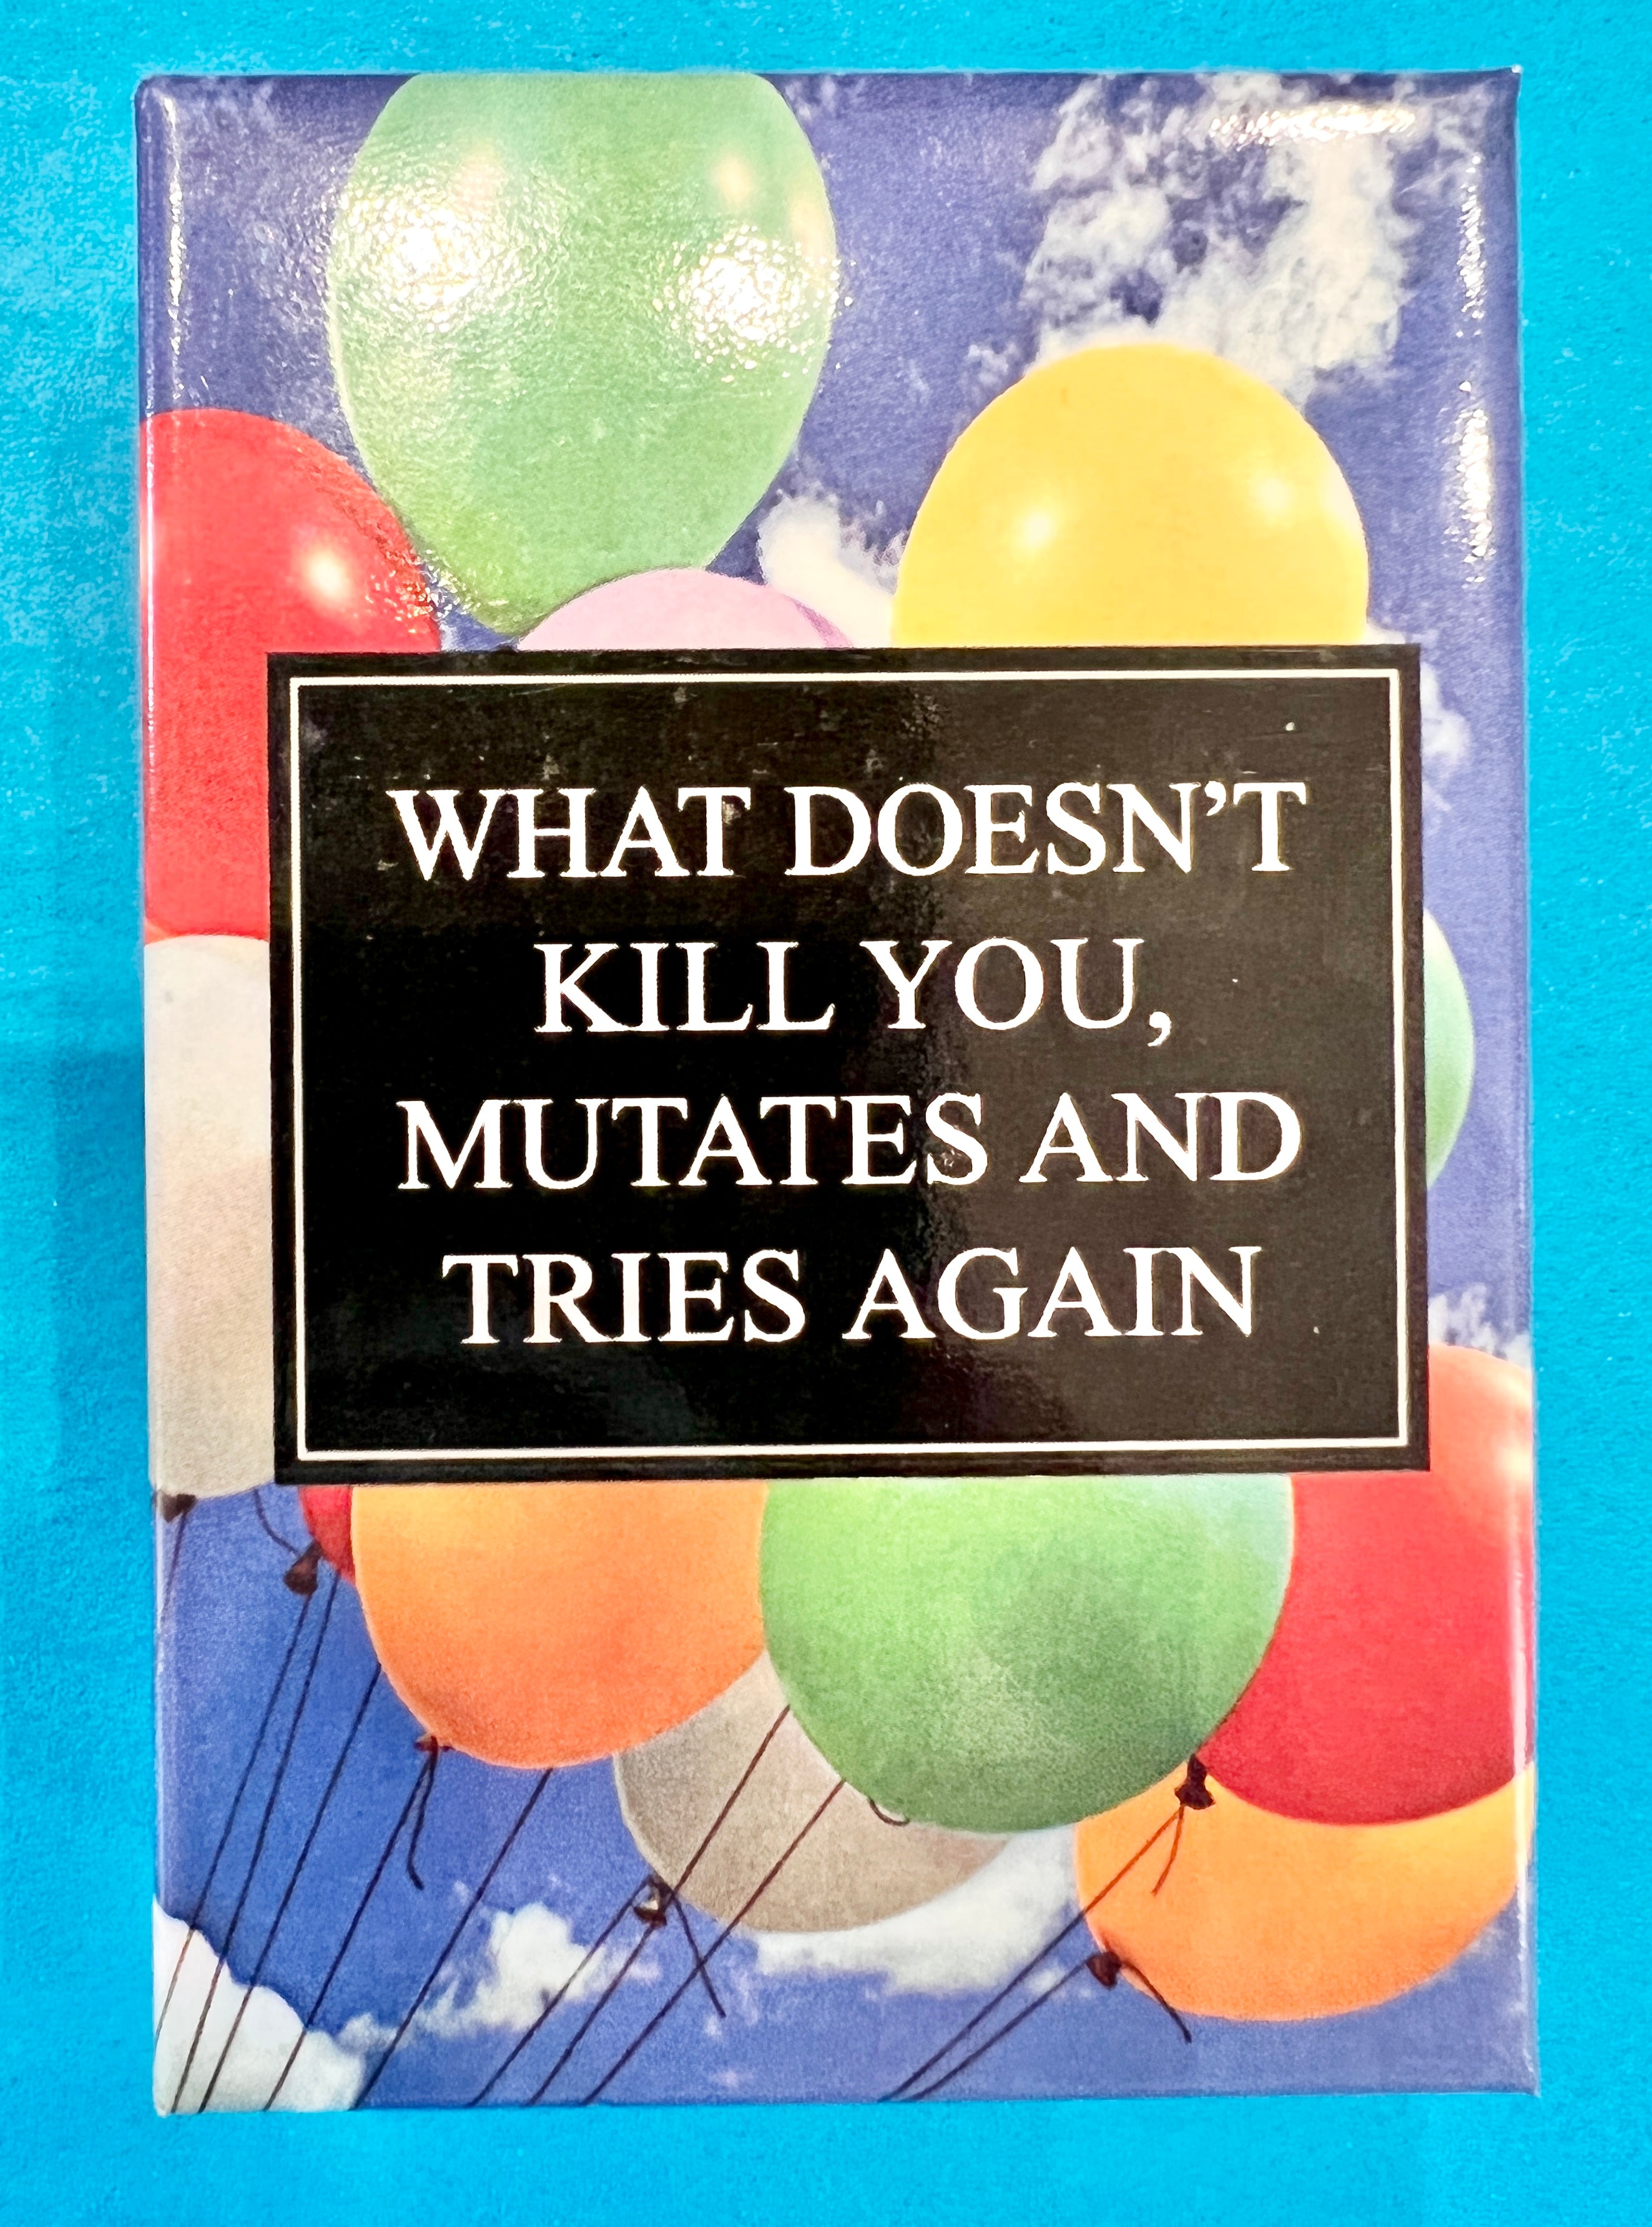 WHAT DOESN’T
KILL YOU,
MUTATES AND
TRIES AGAIN